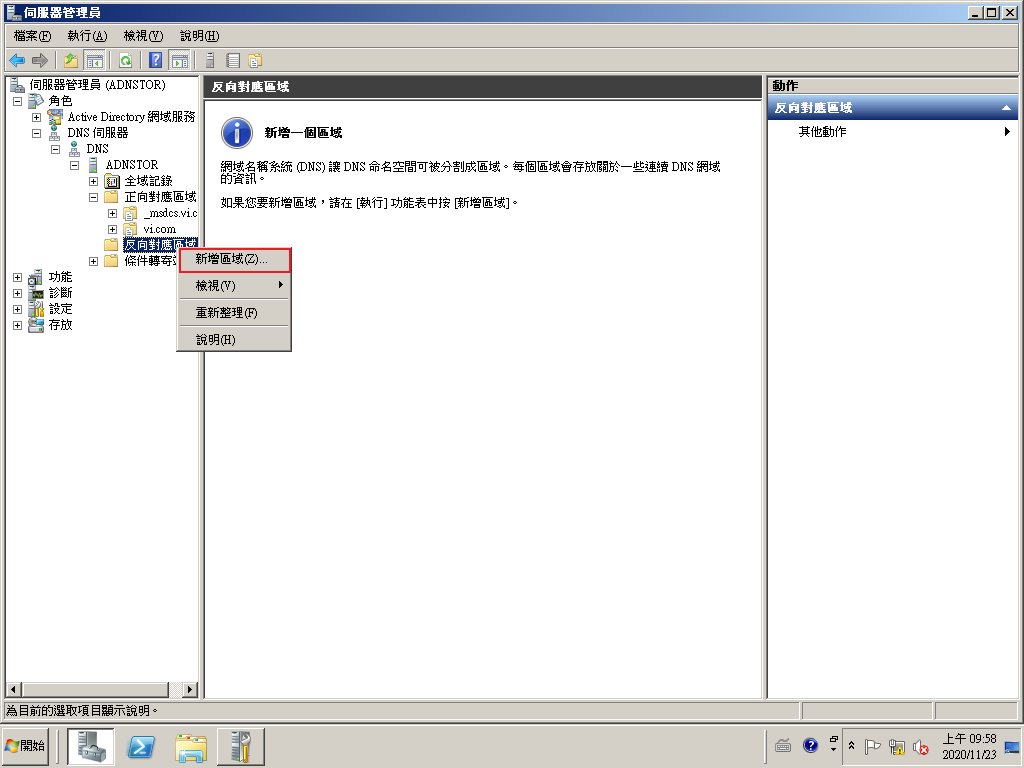 伺服器管理員
檔案(F) 執行(A) 檢視(V) 說明(H)
伺服器管理員 (ADNSTOR)
角色
Active Directory 網域服務
DNS 伺服器
DNS
ADNSTOR
全域記錄
正向對應區域
_msdcs.vi.c
vi.com
反向對應區域
條件轉寄
功能
診斷
設定
存放
新增區域(Z)...
檢視(V)
重新整理(F)
說明(H)
反向對應區域
新增一個區域
網域名稱系統 (DNS) 讓 DNS 命名空間可被分割成區域。每個區域會存放關於一些連續 DNS 網域
的資訊。
如果您要新增區域，請在 [執行] 功能表中按 [新增區域]。
動作
反向對應區域
其他動作
為目前的選取項目顯示說明。
開始
上午 09:58
2020/11/23